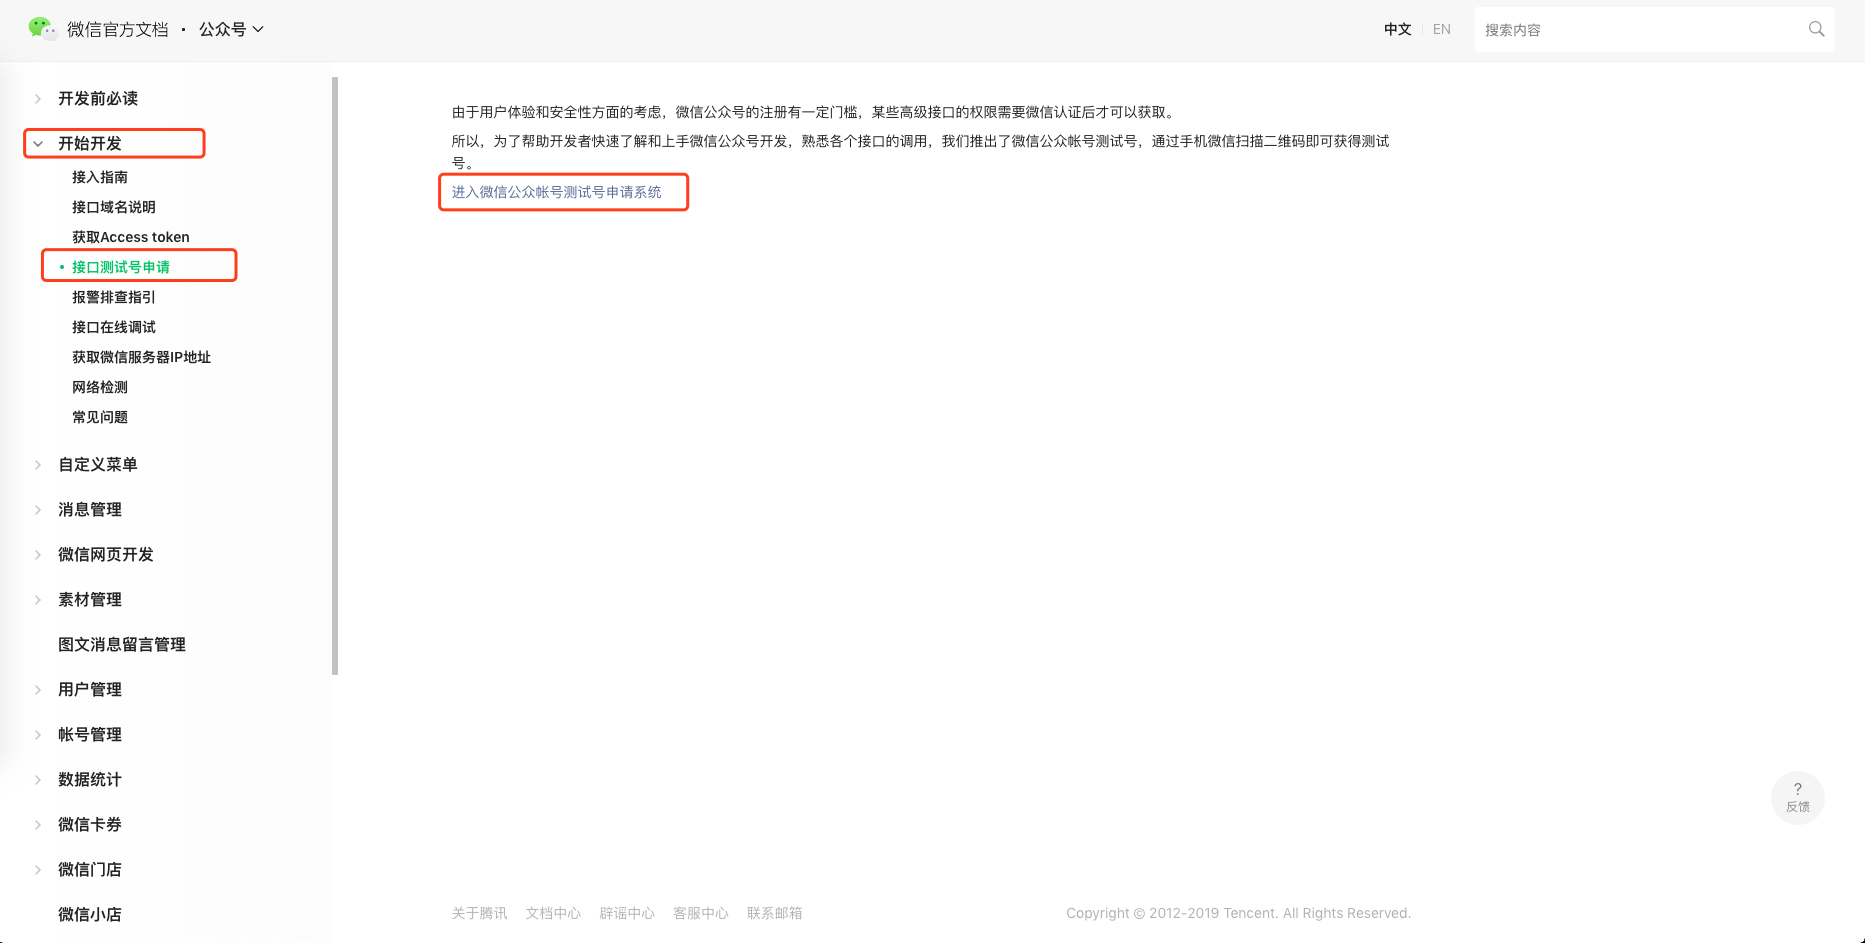 微信官方文档 · 公众号
中文 EN
搜索内容
开发前必读
开始开发
接入指南
接口域名说明
获取Access token
接口测试号申请
报警排查指引
接口在线调试
获取微信服务器IP地址
网络检测
常见问题
自定义菜单
消息管理
微信网页开发
素材管理
图文消息留言管理
用户管理
帐号管理
数据统计
微信卡券
微信门店
微信小店
由于用户体验和安全性方面的考虑，微信公众号的注册有一定门槛，某些高级接口的权限需要微信认证后才可以获取。
所以，为了帮助开发者快速了解和上手微信公众号开发，熟悉各个接口的调用，我们推出了微信公众帐号测试号，通过手机微信扫描二维码即可获得测试
号。
进入微信公众帐号测试号申请系统
?
反馈
关于腾讯 文档中心 辟谣中心 客服中心 联系邮箱
Copyright © 2012-2019 Tencent. All Rights Reserved.